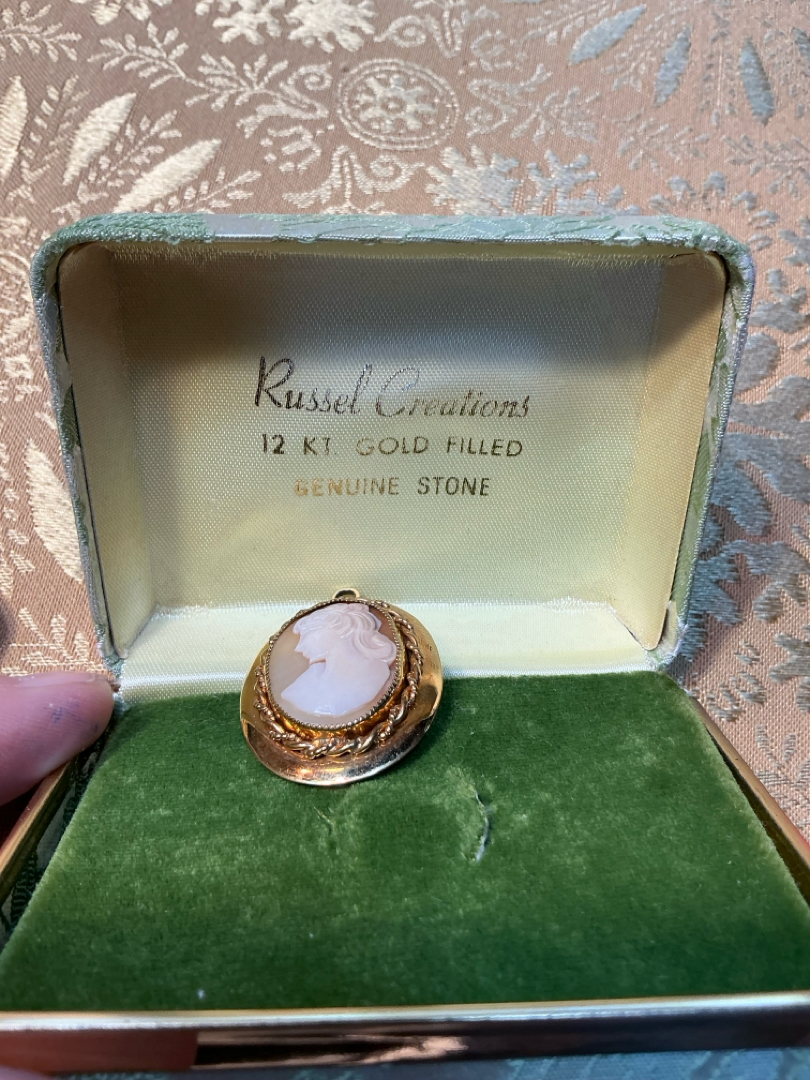 Russel Creations
12 KT. GOLD FILLED
GENUINE STONE